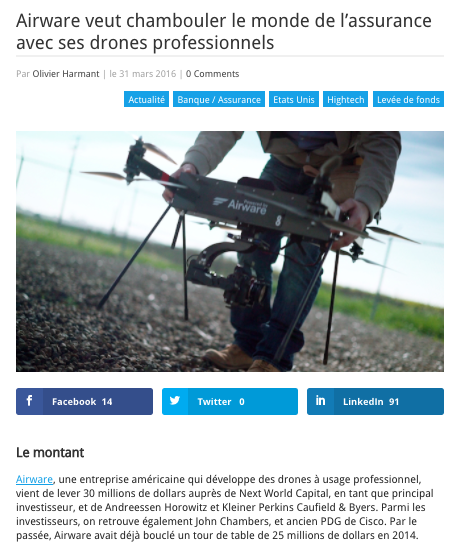 Airware veut chambouler le monde de l’assurance
avec ses drones professionnels
Par Olivier Harmant | le 31 mars 2016 | 0 Comments
Actualité Banque / Assurance Etats Unis Hightech Levée de fonds
Powered by
Airware 8
Facebook 14 Twitter 0 LinkedIn 91
Le montant
Airware, une entreprise américaine qui développe des drones à usage professionnel,
vient de lever 30 millions de dollars auprès de Next World Capital, en tant que principal
investisseur, et de Andreessen Horowitz et Kleiner Perkins Caufield & Byers. Parmi les
investisseurs, on retrouve également John Chambers, et ancien PDG de Cisco. Par le
passée, Airware avait déjà bouclé un tour de table de 25 millions de dollars en 2014.